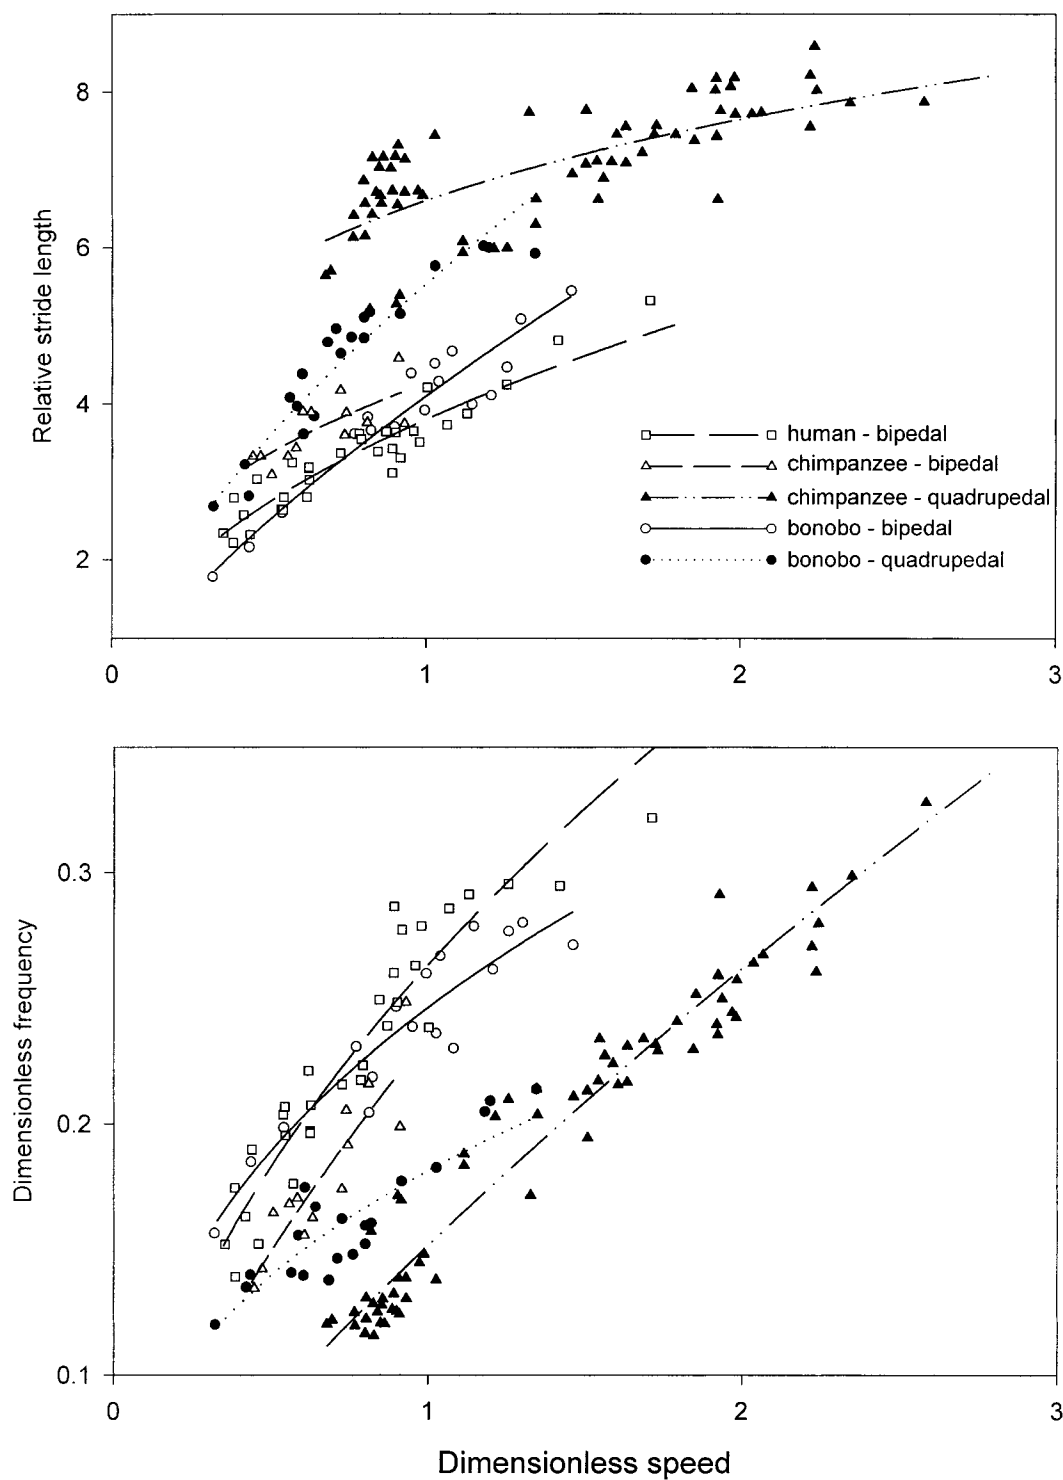 8
6
4
2
Relative stride length
human - bipedal
chimpanzee - bipedal
chimpanzee - quadrupedal
bonobo - bipedal
bonobo - quadrupedal
0 1 2 3
0.3
0.2
0.1
Dimensionless frequency
0 1 2 3
Dimensionless speed